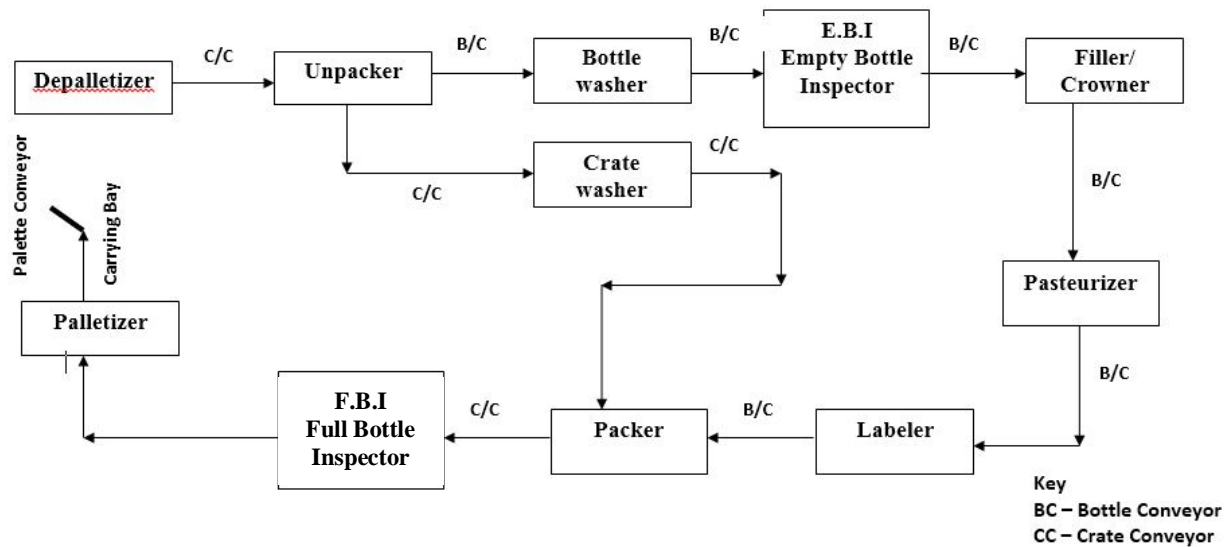 C/C
Depalletizer
Unpacker
B/C
Bottle
washer
B/C
E.B.I
Empty Bottle
Inspector
B/C
Filler/
Crowner
C/C
Crate
washer
C/C
B/C
Palette Conveyor
Carrying Bay
Palletizer
Pasteurizer
B/C
F.B.I
Full Bottle
Inspector
C/C
Packer
B/C
Labeler
Key
BC – Bottle Conveyor
CC – Crate Conveyor